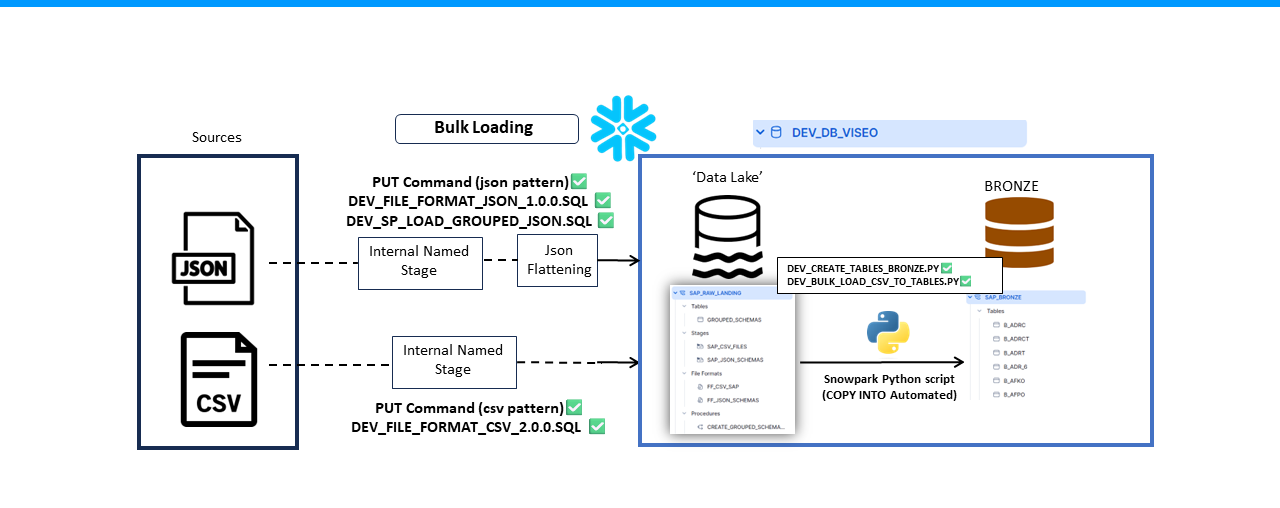 Bulk Loading
Sources
DEV_DB_VISEO
PUT Command (json pattern)
DEV_FILE_FORMAT_JSON_1.0.0.SQL
DEV_SP_LOAD_GROUPED_JSON.SQL
Internal Named
Stage
Json
Flattening
JSON
CSV
Internal Named
Stage
PUT Command (csv pattern)
DEV_FILE_FORMAT_CSV_2.0.0.SQL
‘Data Lake’
BRONZE
DEV_CREATE_TABLES_BRONZE.PY
DEV_BULK_LOAD_CSV_TO_TABLES.PY
SAP_RAW_LANDING
Tables
GROUPED_SCHEMAS
Stages
SAP_CSV_FILES
SAP_JSON_SCHEMAS
File Formats
FF_CSV_SAP
FF_JSON_SCHEMAS
Procedures
CREATE_GROUPED_SCHEMA...
Snowpark Python script
(COPY INTO Automated)
SAP_BRONZE
Tables
B_ADRC
B_ADRCT
B_ADRT
B_ADR_6
B_AFKO
B_AFPO